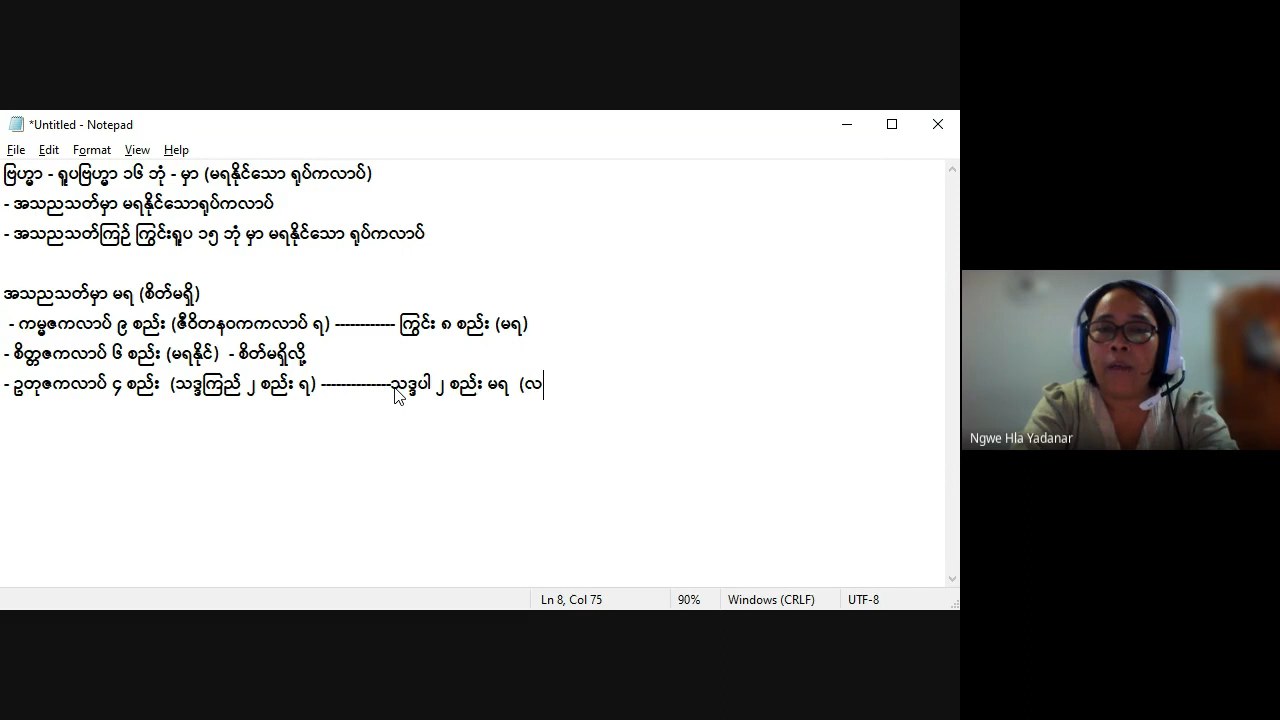 *Untitled - Notepad
File Edit Format View Help
ဗြဟ္မာ - ရူပဗြဟ္မာ ၁၆ ဘုံ - မှာ (မရနိုင်သော ရုပ်ကလာပ်)
- အသညသတ်မှာ မရနိုင်သောရုပ်ကလာပ်
- အသညသတ်ကြဉ် ကြွင်းရူပ ၁၅ ဘုံ မှာ မရနိုင်သော ရုပ်ကလာပ်
အသညသတ်မှာ မရ (စိတ်မရှိ)
- ကမ္မဇကလာပ် ၉ စည်း (ဇီဝိတနဝကကလာပ် ရ) ------------ ကြွင်း ၈ စည်း (မရ)
- စိတ္တဇကလာပ် ၆ စည်း (မရနိုင်) - စိတ်မရှိလို့
- ဥတုဇကလာပ် ၄ စည်း (သဒ္ဒကြည် ၂ စည်း ရ) --------------သဒ္ဒပါ ၂ စည်း မရ (လ
Ln 8, Col 75 90% Windows (CRLF) UTF-8
Ngwe Hla Yadanar